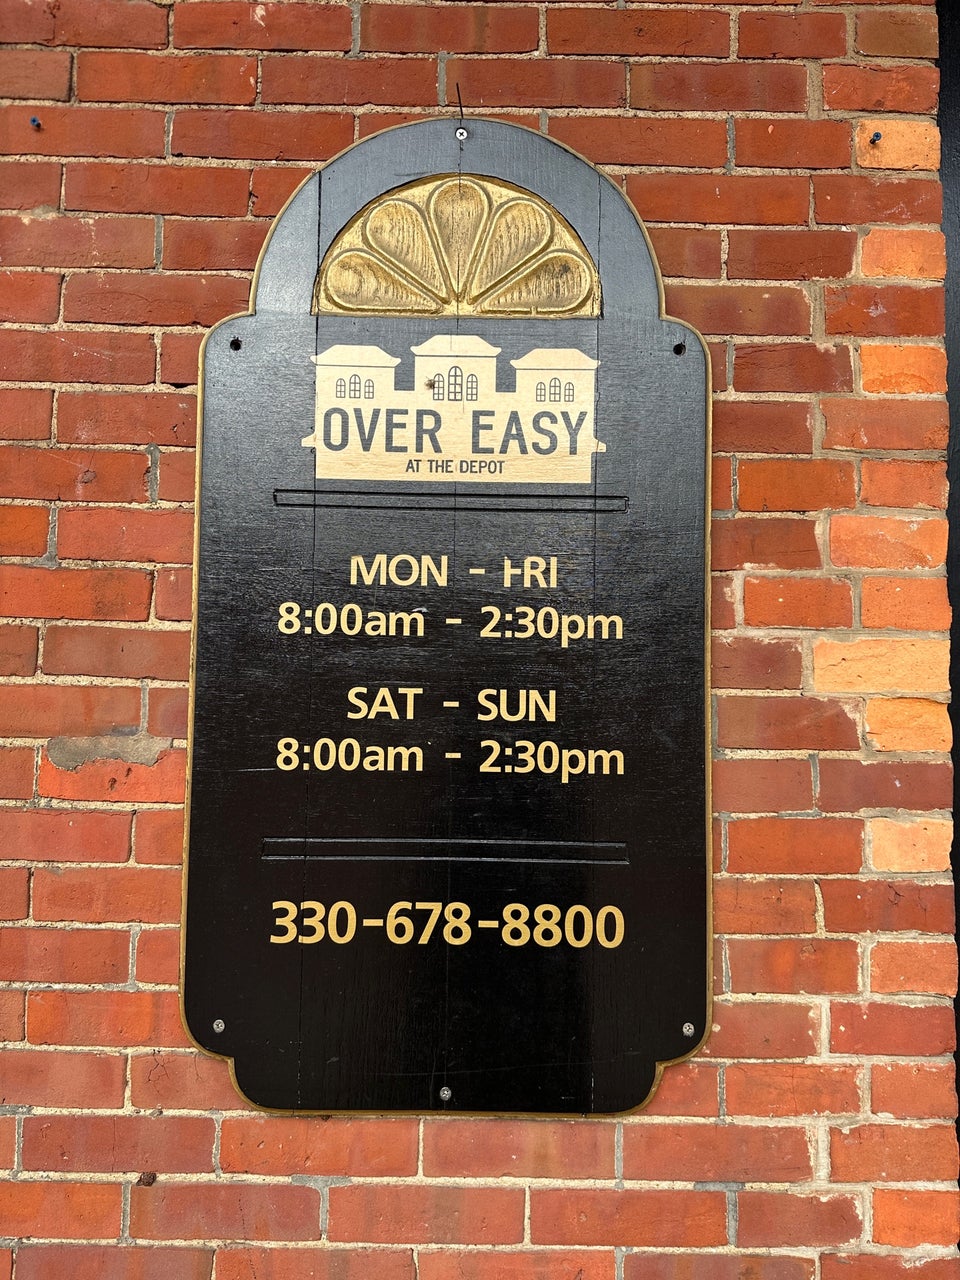 OVER EASY
AT THE DEPOT
MON - FRI
8:00am - 2:30pm
SAT - SUN
8:00am - 2:30pm
330-678-8800